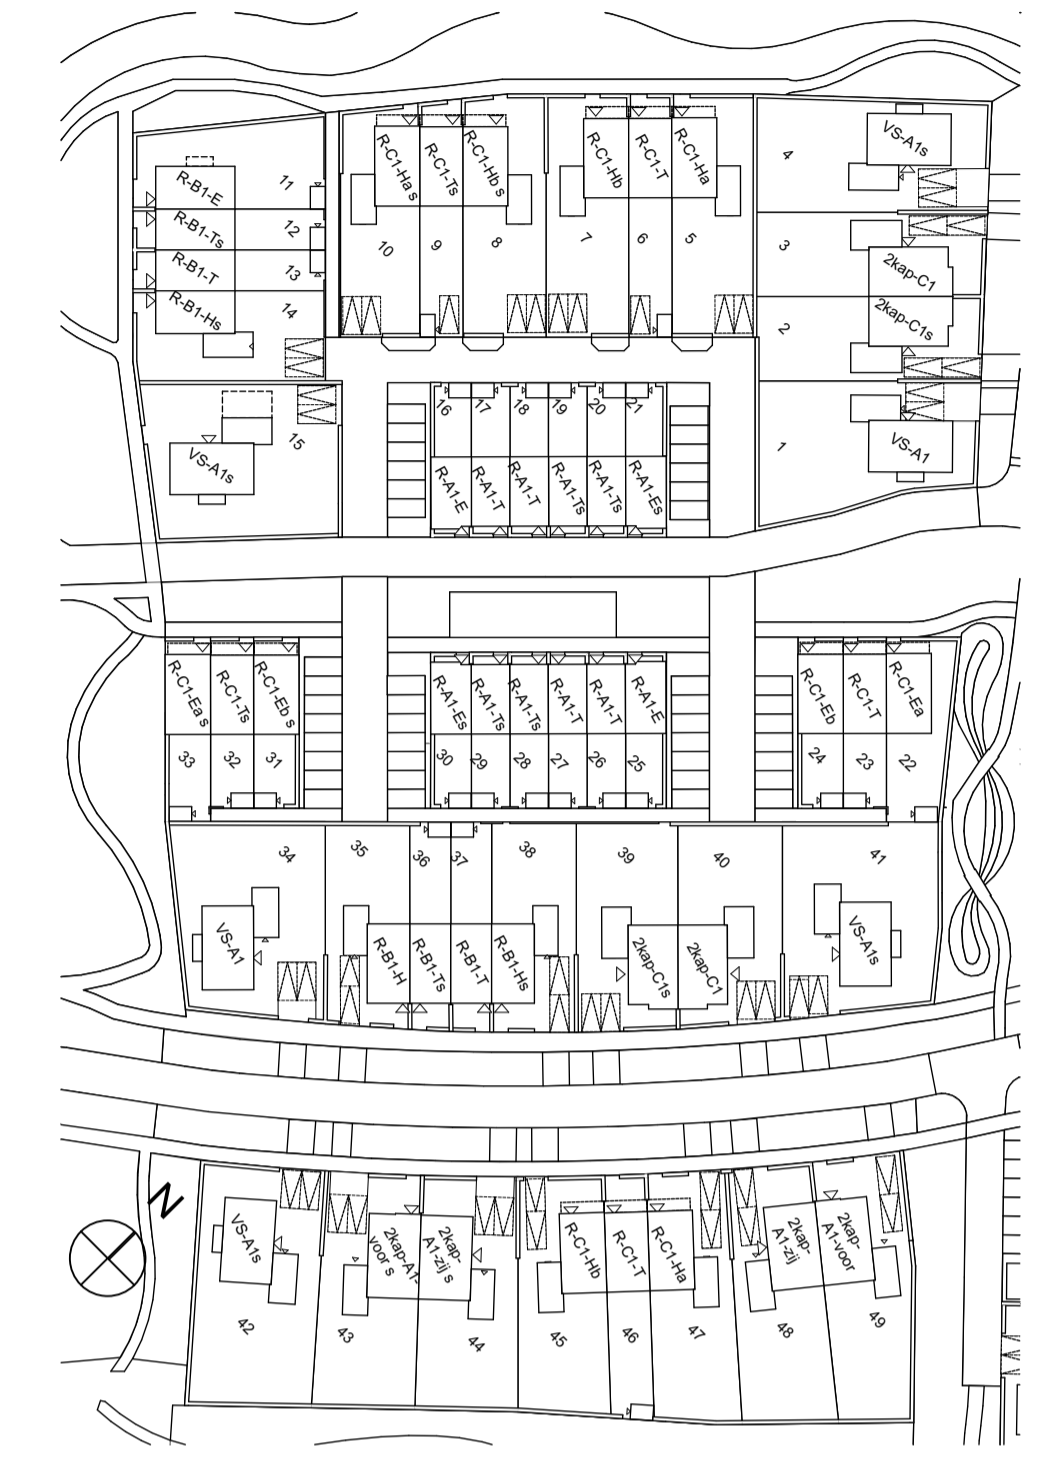 4
VS-A1s
3
2kap-C1
2
2kap-C1s
1
VS-A1
R-C1-Ha s
R-C1-Ts
R-C1-Hb s
10
9
8
R-C1-Hb
R-C1-T
R-C1-Ha
7
6
5
R-B1-E
11
R-B1-Ts
12
R-B1-T
13
R-B1-Hs
14
15
VS-A1s
16
17
18
19
20
21
R-A1-E
R-A1-T
R-A1-T
R-A1-Ts
R-A1-Ts
R-A1-Es
R-C1-Ea s
R-C1-Ts
R-C1-Eb s
33
32
31
R-A1-Es
R-A1-Ts
R-A1-Ts
R-A1-T
R-A1-T
R-A1-E
30
29
28
27
26
25
R-C1-Eb
R-C1-T
R-C1-Ea
24
23
22
34
35
36
37
38
39
40
41
VS-A1
R-B1-H
R-B1-Ts
R-B1-T
R-B1-Hs
2kap-C1s
2kap-C1
VS-A1s
N
VS-A1s
2kap-A1-
voor s
2kap-
A1-zij s
R-C1-Hb
R-C1-T
R-C1-Ha
2kap-
A1-zij
2kap-
A1-voor
42
43
44
45
46
47
48
49